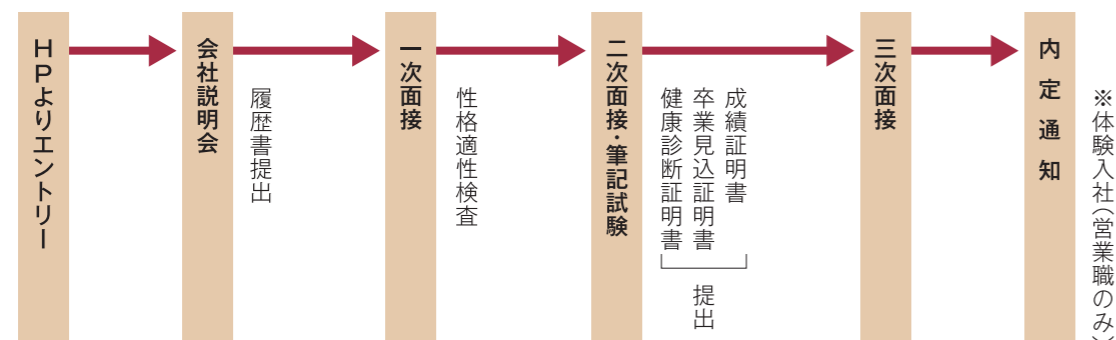 HPよりエントリー
会社説明会
履歴書提出
一次面接
性格適性検査
二次面接・筆記試験
成績証明書
卒業見込証明書
健康診断証明書
提出
三次面接
内定通知
※体験入社(営業職のみ)